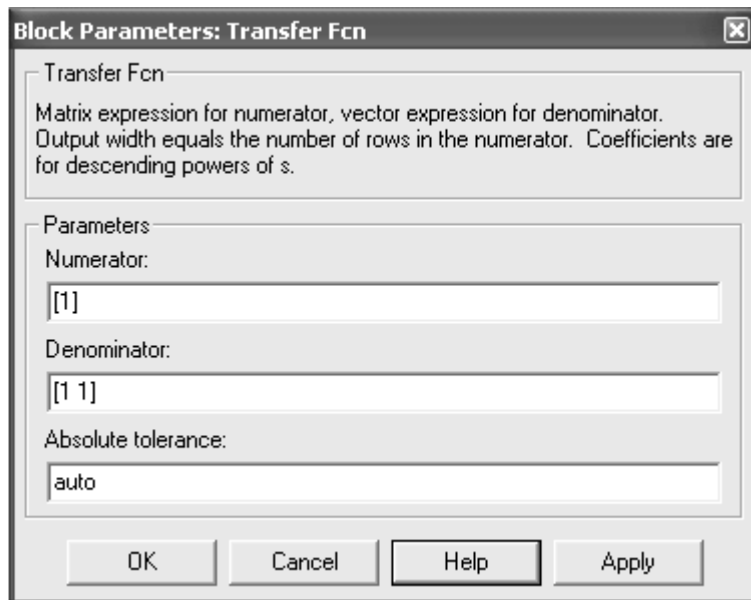 Block Parameters: Transfer Fcn
Transfer Fcn
Matrix expression for numerator, vector expression for denominator.
Output width equals the number of rows in the numerator.  Coefficients are
for descending powers of s.
Parameters
Numerator:
[1]
Denominator:
[1 1]
Absolute tolerance:
auto
OK
Cancel
Help
Apply